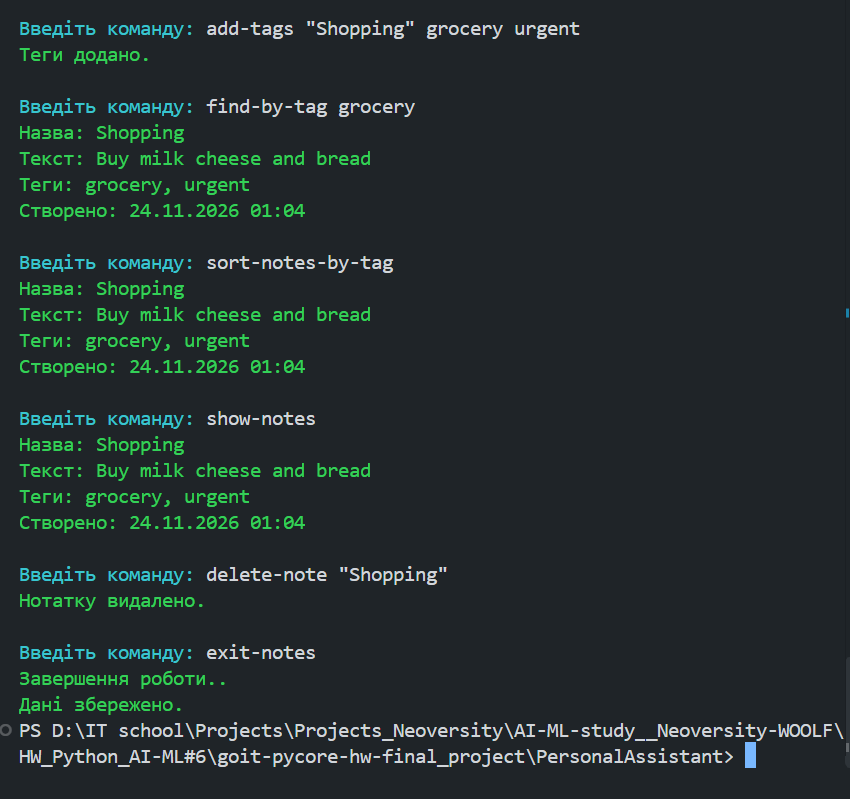 Введіть команду: add-tags "Shopping" grocery urgent
Теги додано.
Введіть команду: find-by-tag grocery
Назва: Shopping
Текст: Buy milk cheese and bread
Теги: grocery, urgent
Створено: 24.11.2026 01:04
Введіть команду: sort-notes-by-tag
Назва: Shopping
Текст: Buy milk cheese and bread
Теги: grocery, urgent
Створено: 24.11.2026 01:04
Введіть команду: show-notes
Назва: Shopping
Текст: Buy milk cheese and bread
Теги: grocery, urgent
Створено: 24.11.2026 01:04
Введіть команду: delete-note "Shopping"
Нотатку видалено.
Введіть команду: exit-notes
Завершення роботи..
Дані збережено.
PS D:\IT school\Projects\Projects_Neoversity\AI-ML-study__Neoversity-WOOLF\
HW_Python_AI-ML#6\goit-pycore-hw-final_project\PersonalAssistant>